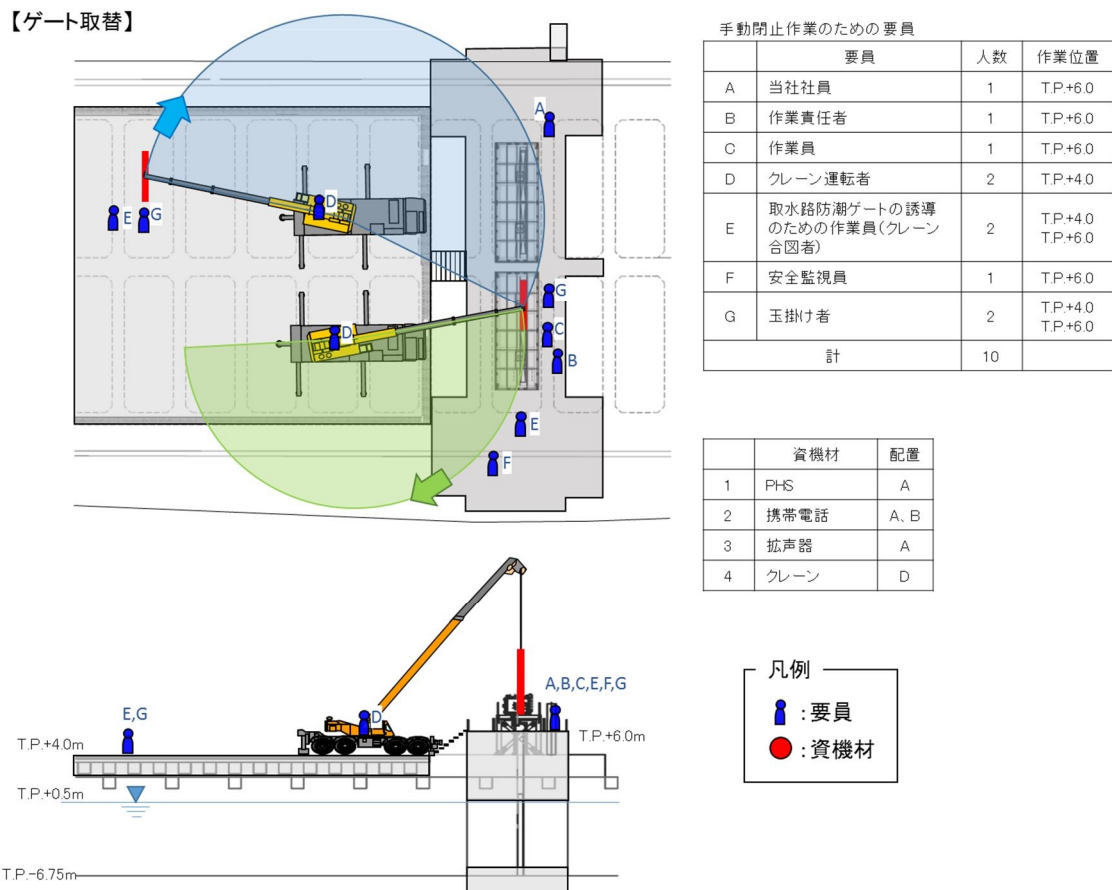 【ゲート取替】
A
D
E
G
G
D
C
B
E
F
手動閉止作業のための要員
要員 人数 作業位置
A 当社社員 1 T.P.+6.0
B 作業責任者 1 T.P.+6.0
C 作業員 1 T.P.+6.0
D クレーン運転者 2 T.P.+4.0
E 取水路防潮ゲートの誘導
のための作業員(クレーン
合図者) 2 T.P.+4.0
T.P.+6.0
F 安全監視員 1 T.P.+6.0
G 玉掛け者 2 T.P.+4.0
T.P.+6.0
計 10
資機材 配置
1 PHS A
2 携帯電話 A、B
3 拡声器 A
4 クレーン D
A,B,C,E,F,G
E,G
D
T.P.+4.0m
T.P.+6.0m
T.P.+0.5m
T.P.-6.75m
凡例
:要員
:資機材